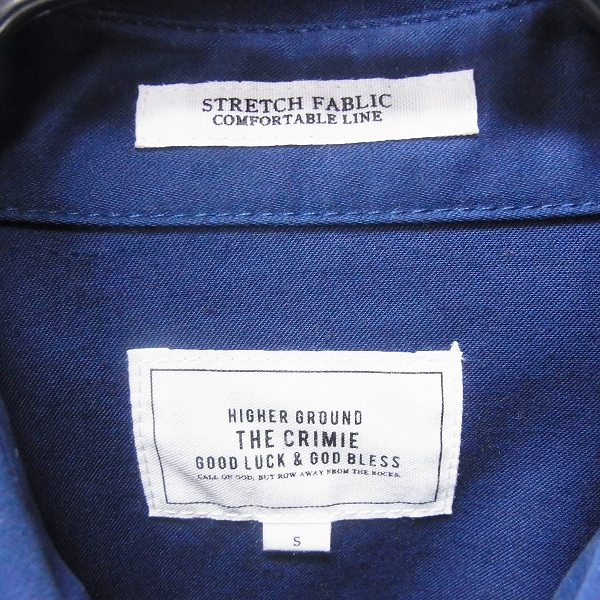 STRETCH FABLIC
COMFORTABLE LINE
HIGHER GROUND
THE CRIMIE
GOOD LUCK & GOD BLESS
CALL ON GOD, BUT ROW AWAY FROM THE ROCKS.
S